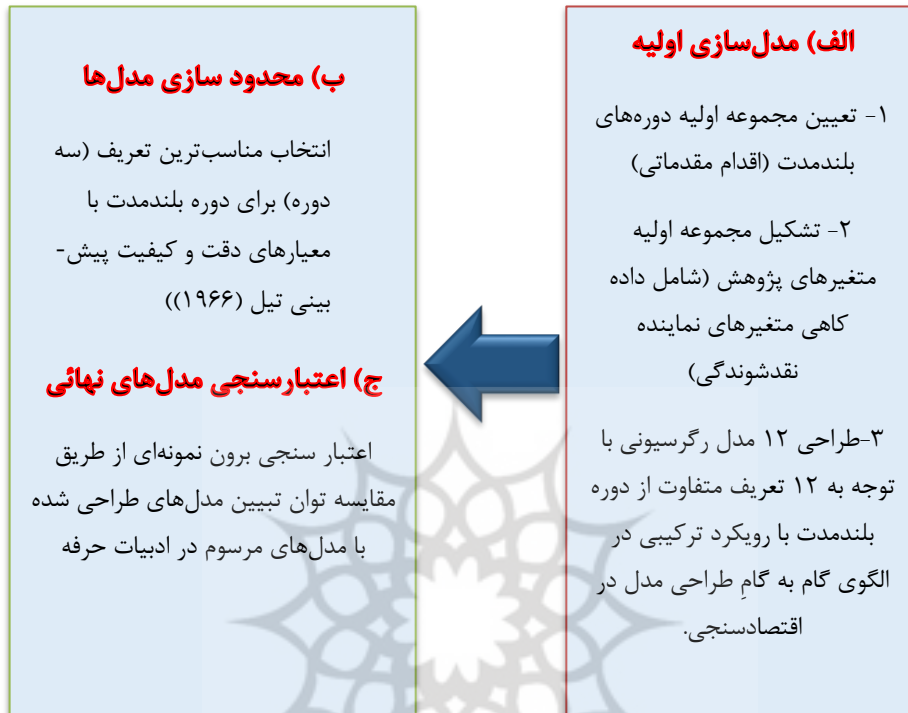 الف) مدل‌سازی اولیه
۱- تعیین مجموعه اولیه دوره‌های
بلندمدت (اقدام مقدماتی)
۲- تشکیل مجموعه اولیه
متغیرهای پژوهش (شامل داده
کاهی متغیرهای نماینده
نقدشوندگی)
۳-طراحی ۱۲ مدل رگرسیونی با
توجه به ۱۲ تعریف متفاوت از دوره
بلندمدت با رویکرد ترکیبی در
الگوی گام به گامِ طراحی مدل در
اقتصادسنجی.
ب) محدود سازی مدل‌ها
انتخاب مناسب‌ترین تعریف (سه
دوره) برای دوره بلندمدت با
معیارهای دقت و کیفیت پیش-
بینی تیل (۱۹۶۶))
ج) اعتبارسنجی مدل‌های نهائی
اعتبار سنجی برون نمونه‌ای از طریق
مقایسه توان تبیین مدل‌های طراحی شده
با مدل‌های مرسوم در ادبیات حرفه